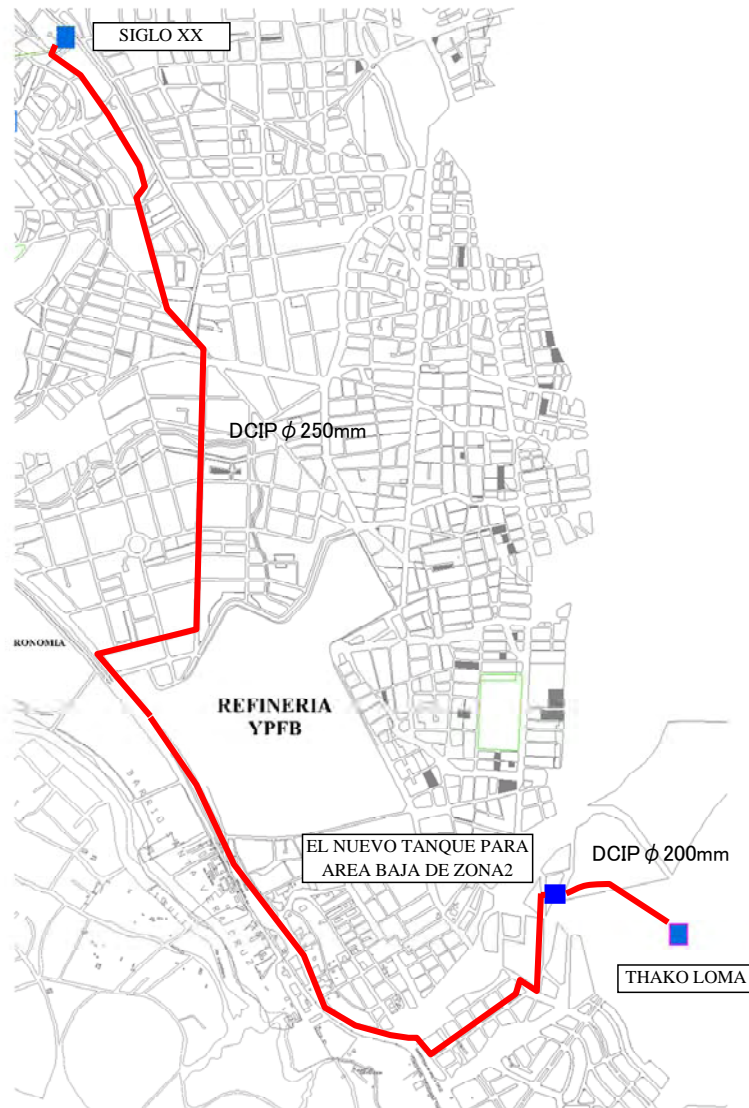 SIGLO XX
DCIP φ 250mm
RONOMIA
REFINERIA
YPFB
EL NUEVO TANQUE PARA
AREA BAJA DE ZONA2
DCIP φ 200mm
THAKO LOMA